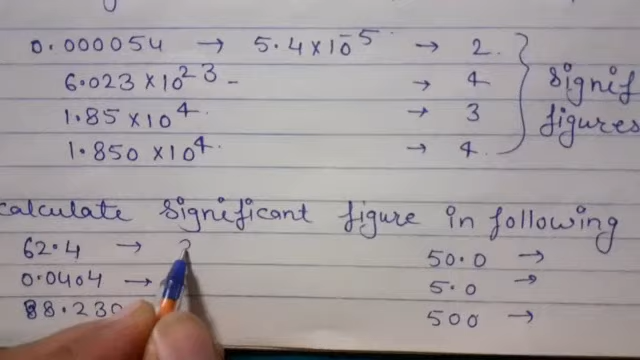 0.000054 → 5.4×10⁻⁵ → 2
6.023×10²³ → 4
1.85×10⁴ → 3
1.850×10⁴ → 4
Signif
figures
calculate significant figure in following
62.4 →
50.0 →
0.0404 →
5.0 →
88.230
500 →